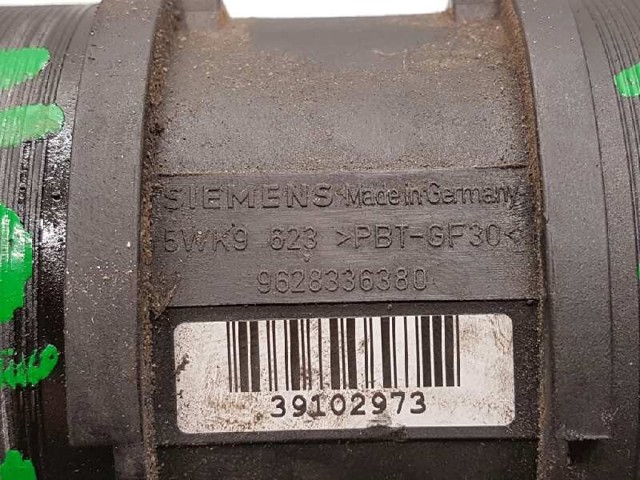 SIEMENS Made in Germany
5WK9 623 >PBT-GF30<
9628336380
39102973